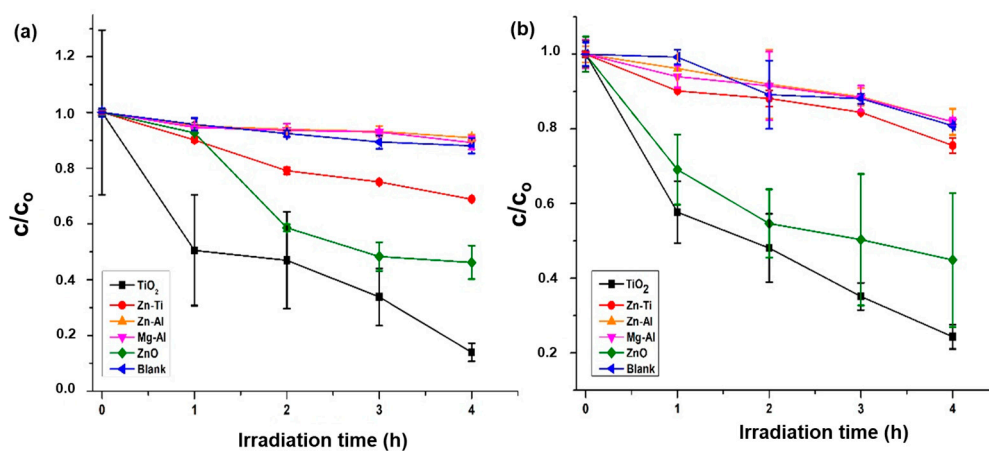 (a)
1.2
1.0
0.8
0.6
0.4
0.2
0.0
c/co
TiO2
Zn-Ti
Zn-Al
Mg-Al
ZnO
Blank
0 1 2 3 4
Irradiation time (h)
(b)
1.0
0.8
0.6
0.4
0.2
c/co
TiO2
Zn-Ti
Zn-Al
Mg-Al
ZnO
Blank
0 1 2 3 4
Irradiation time (h)